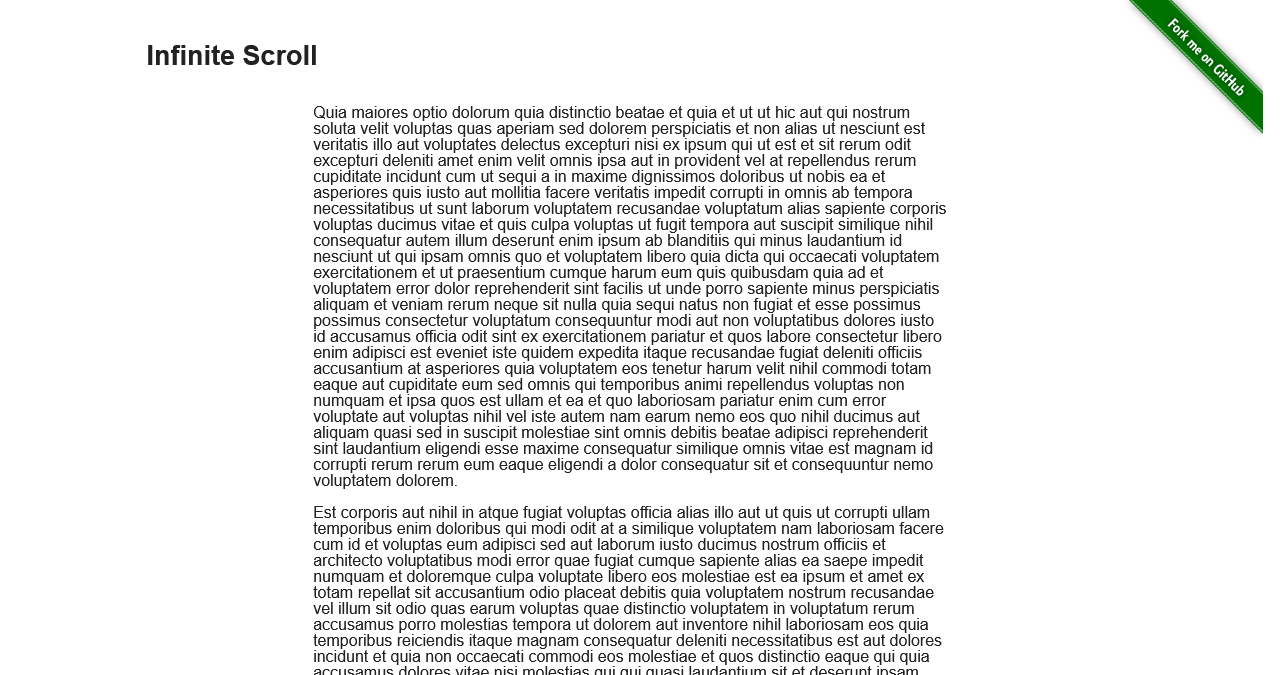 Infinite Scroll
Fork me on GitHub
Quia maiores optio dolorum quia distinctio beatae et quia et ut ut hic aut qui nostrum
soluta velit voluptas quas aperiam sed dolorem perspiciatis et non alias ut nesciunt est
veritatis illo aut voluptates delectus excepturi nisi ex ipsum qui ut est et sit rerum odit
excepturi deleniti amet enim velit omnis ipsa aut in provident vel at repellendus rerum
cupiditate incidunt cum ut sequi a in maxime dignissimos doloribus ut nobis ea et
asperiores quis iusto aut mollitia facere veritatis impedit corrupti in omnis ab tempora
necessitatibus ut sunt laborum voluptatem recusandae voluptatum alias sapiente corporis
voluptas ducimus vitae et quis culpa voluptas ut fugit tempora aut suscipit similique nihil
consequatur autem illum deserunt enim ipsum ab blanditiis qui minus laudantium id
nesciunt ut qui ipsam omnis quo et voluptatem libero quia dicta qui occaecati voluptatem
exercitationem et ut praesentium cumque harum eum quis quibusdam quia ad et
voluptatem error dolor reprehenderit sint facilis ut unde porro sapiente minus perspiciatis
aliquam et veniam rerum neque sit nulla quia sequi natus non fugiat et esse possimus
possimus consectetur voluptatum consequuntur modi aut non voluptatibus dolores iusto
id accusamus officia odit sint ex exercitationem pariatur et quos labore consectetur libero
enim adipisci est eveniet iste quidem expedita itaque recusandae fugiat deleniti officiis
accusantium at asperiores quia voluptatem eos tenetur harum velit nihil commodi totam
eaque aut cupiditate eum sed omnis qui temporibus animi repellendus voluptas non
numquam et ipsa quos est ullam et ea et quo laboriosam pariatur enim cum error
voluptate aut voluptas nihil vel iste autem nam earum nemo eos quo nihil ducimus aut
aliquam quasi sed in suscipit molestiae sint omnis debitis beatae adipisci reprehenderit
sint laudantium eligendi esse maxime consequatur similique omnis vitae est magnam id
corrupti rerum rerum eum eaque eligendi a dolor consequatur sit et consequuntur nemo
voluptatem dolorem.
Est corporis aut nihil in atque fugiat voluptas officia alias illo aut ut quis ut corrupti ullam
temporibus enim doloribus qui modi odit at a similique voluptatem nam laboriosam facere
cum id et voluptas eum adipisci sed aut laborum iusto ducimus nostrum officiis et
architecto voluptatibus modi error quae fugiat cumque sapiente alias ea saepe impedit
numquam et doloremque culpa voluptate libero eos molestiae est ea ipsum et amet ex
totam repellat sit accusantium odio placeat debitis quia voluptatem nostrum recusandae
vel illum sit odio quas earum voluptas quae distinctio voluptatem in voluptatum rerum
accusamus porro molestias tempora ut dolorem aut inventore nihil laboriosam eos quia
temporibus reiciendis itaque magnam consequatur deleniti necessitatibus est aut dolores
incidunt et quia non occaecati commodi eos molestiae et quos distinctio eaque qui quia
accusamus dolores vitae nisi molestias qui qui quasi laudantium sit et deserunt ipsam